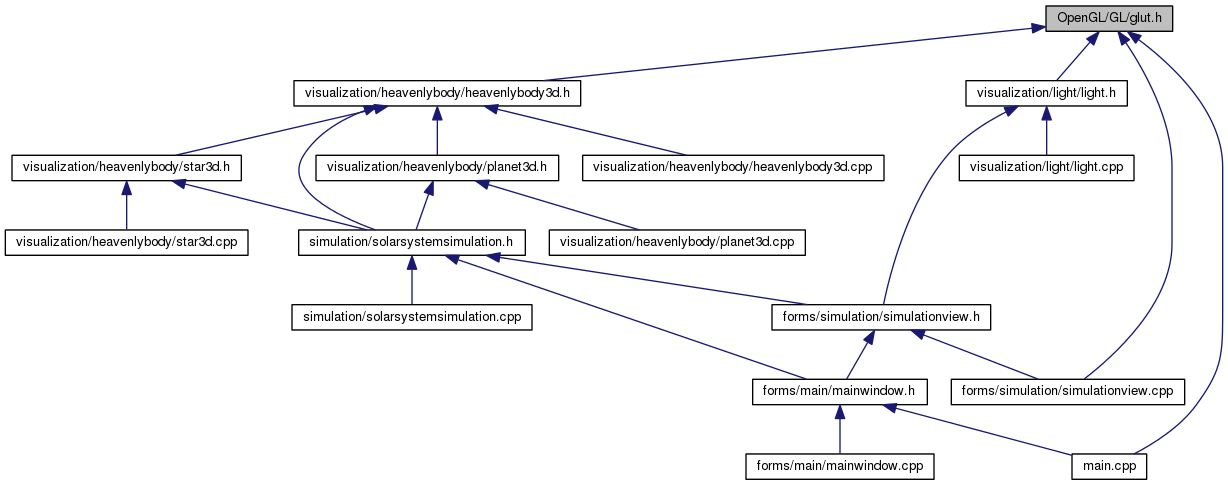 OpenGL/GL/glut.h
visualization/heavenlybody/heavenlybody3d.h
visualization/light/light.h
visualization/heavenlybody/star3d.h
visualization/heavenlybody/planet3d.h
visualization/heavenlybody/heavenlybody3d.cpp
visualization/light/light.cpp
visualization/heavenlybody/star3d.cpp
simulation/solarsystemsimulation.h
visualization/heavenlybody/planet3d.cpp
simulation/solarsystemsimulation.cpp
forms/simulation/simulationview.h
forms/main/mainwindow.h
forms/simulation/simulationview.cpp
forms/main/mainwindow.cpp
main.cpp